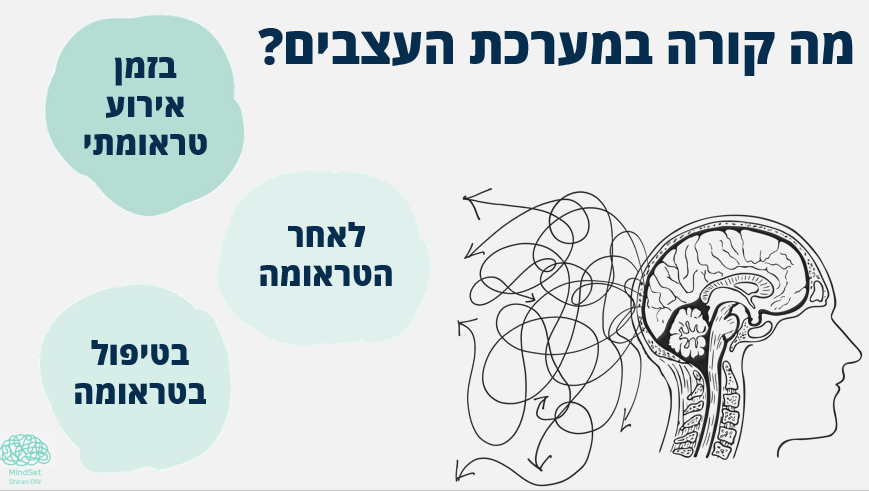 מה קורה במערכת העצבים?
בזמן
אירוע
טראומתי
לאחר
הטראומה
בטיפול
בטראומה
MindSet
Shiran Ofir